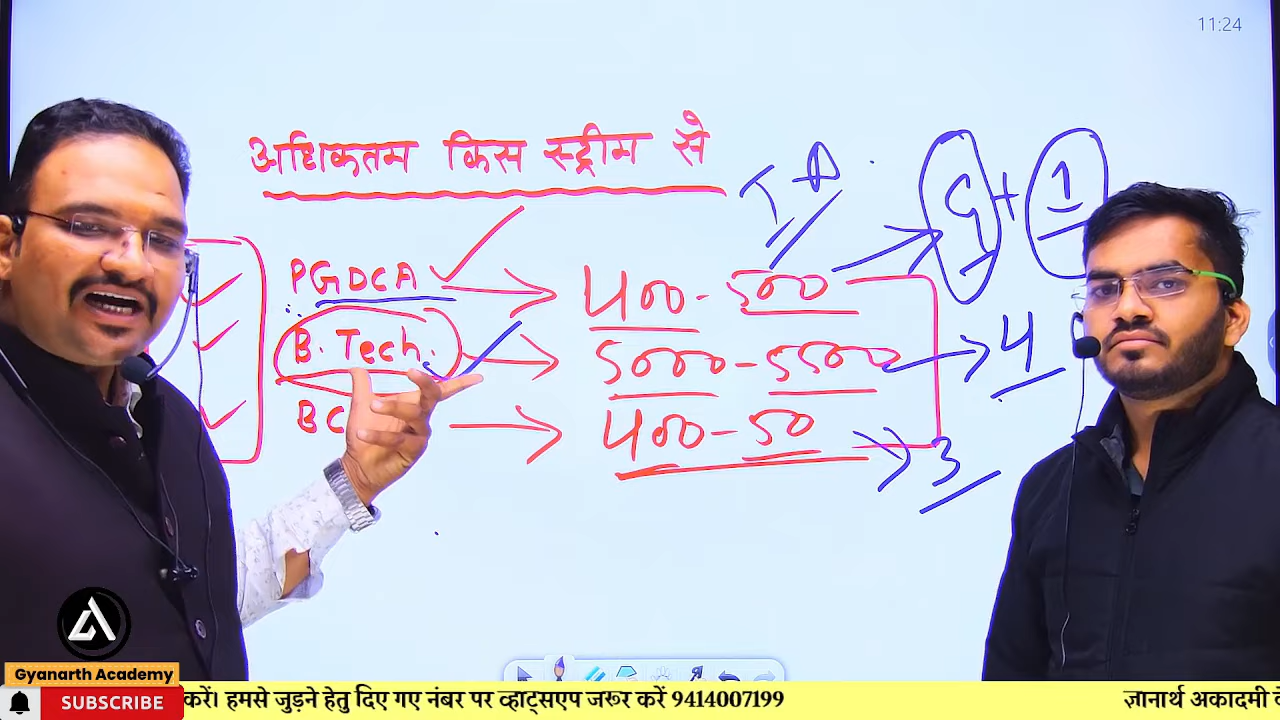 11:24
अधिकतम किस स्ट्रीम से
PGDCA 400 - 500
B.Tech. 5000 - 5500 4
BC 400 - 50 3
Gyanarth Academy
SUBSCRIBE
करें। हमसे जुड़ने हेतु दिए गए नंबर पर व्हाट्सएप जरूर करें 9414007199
ज्ञानार्थ अकादमी